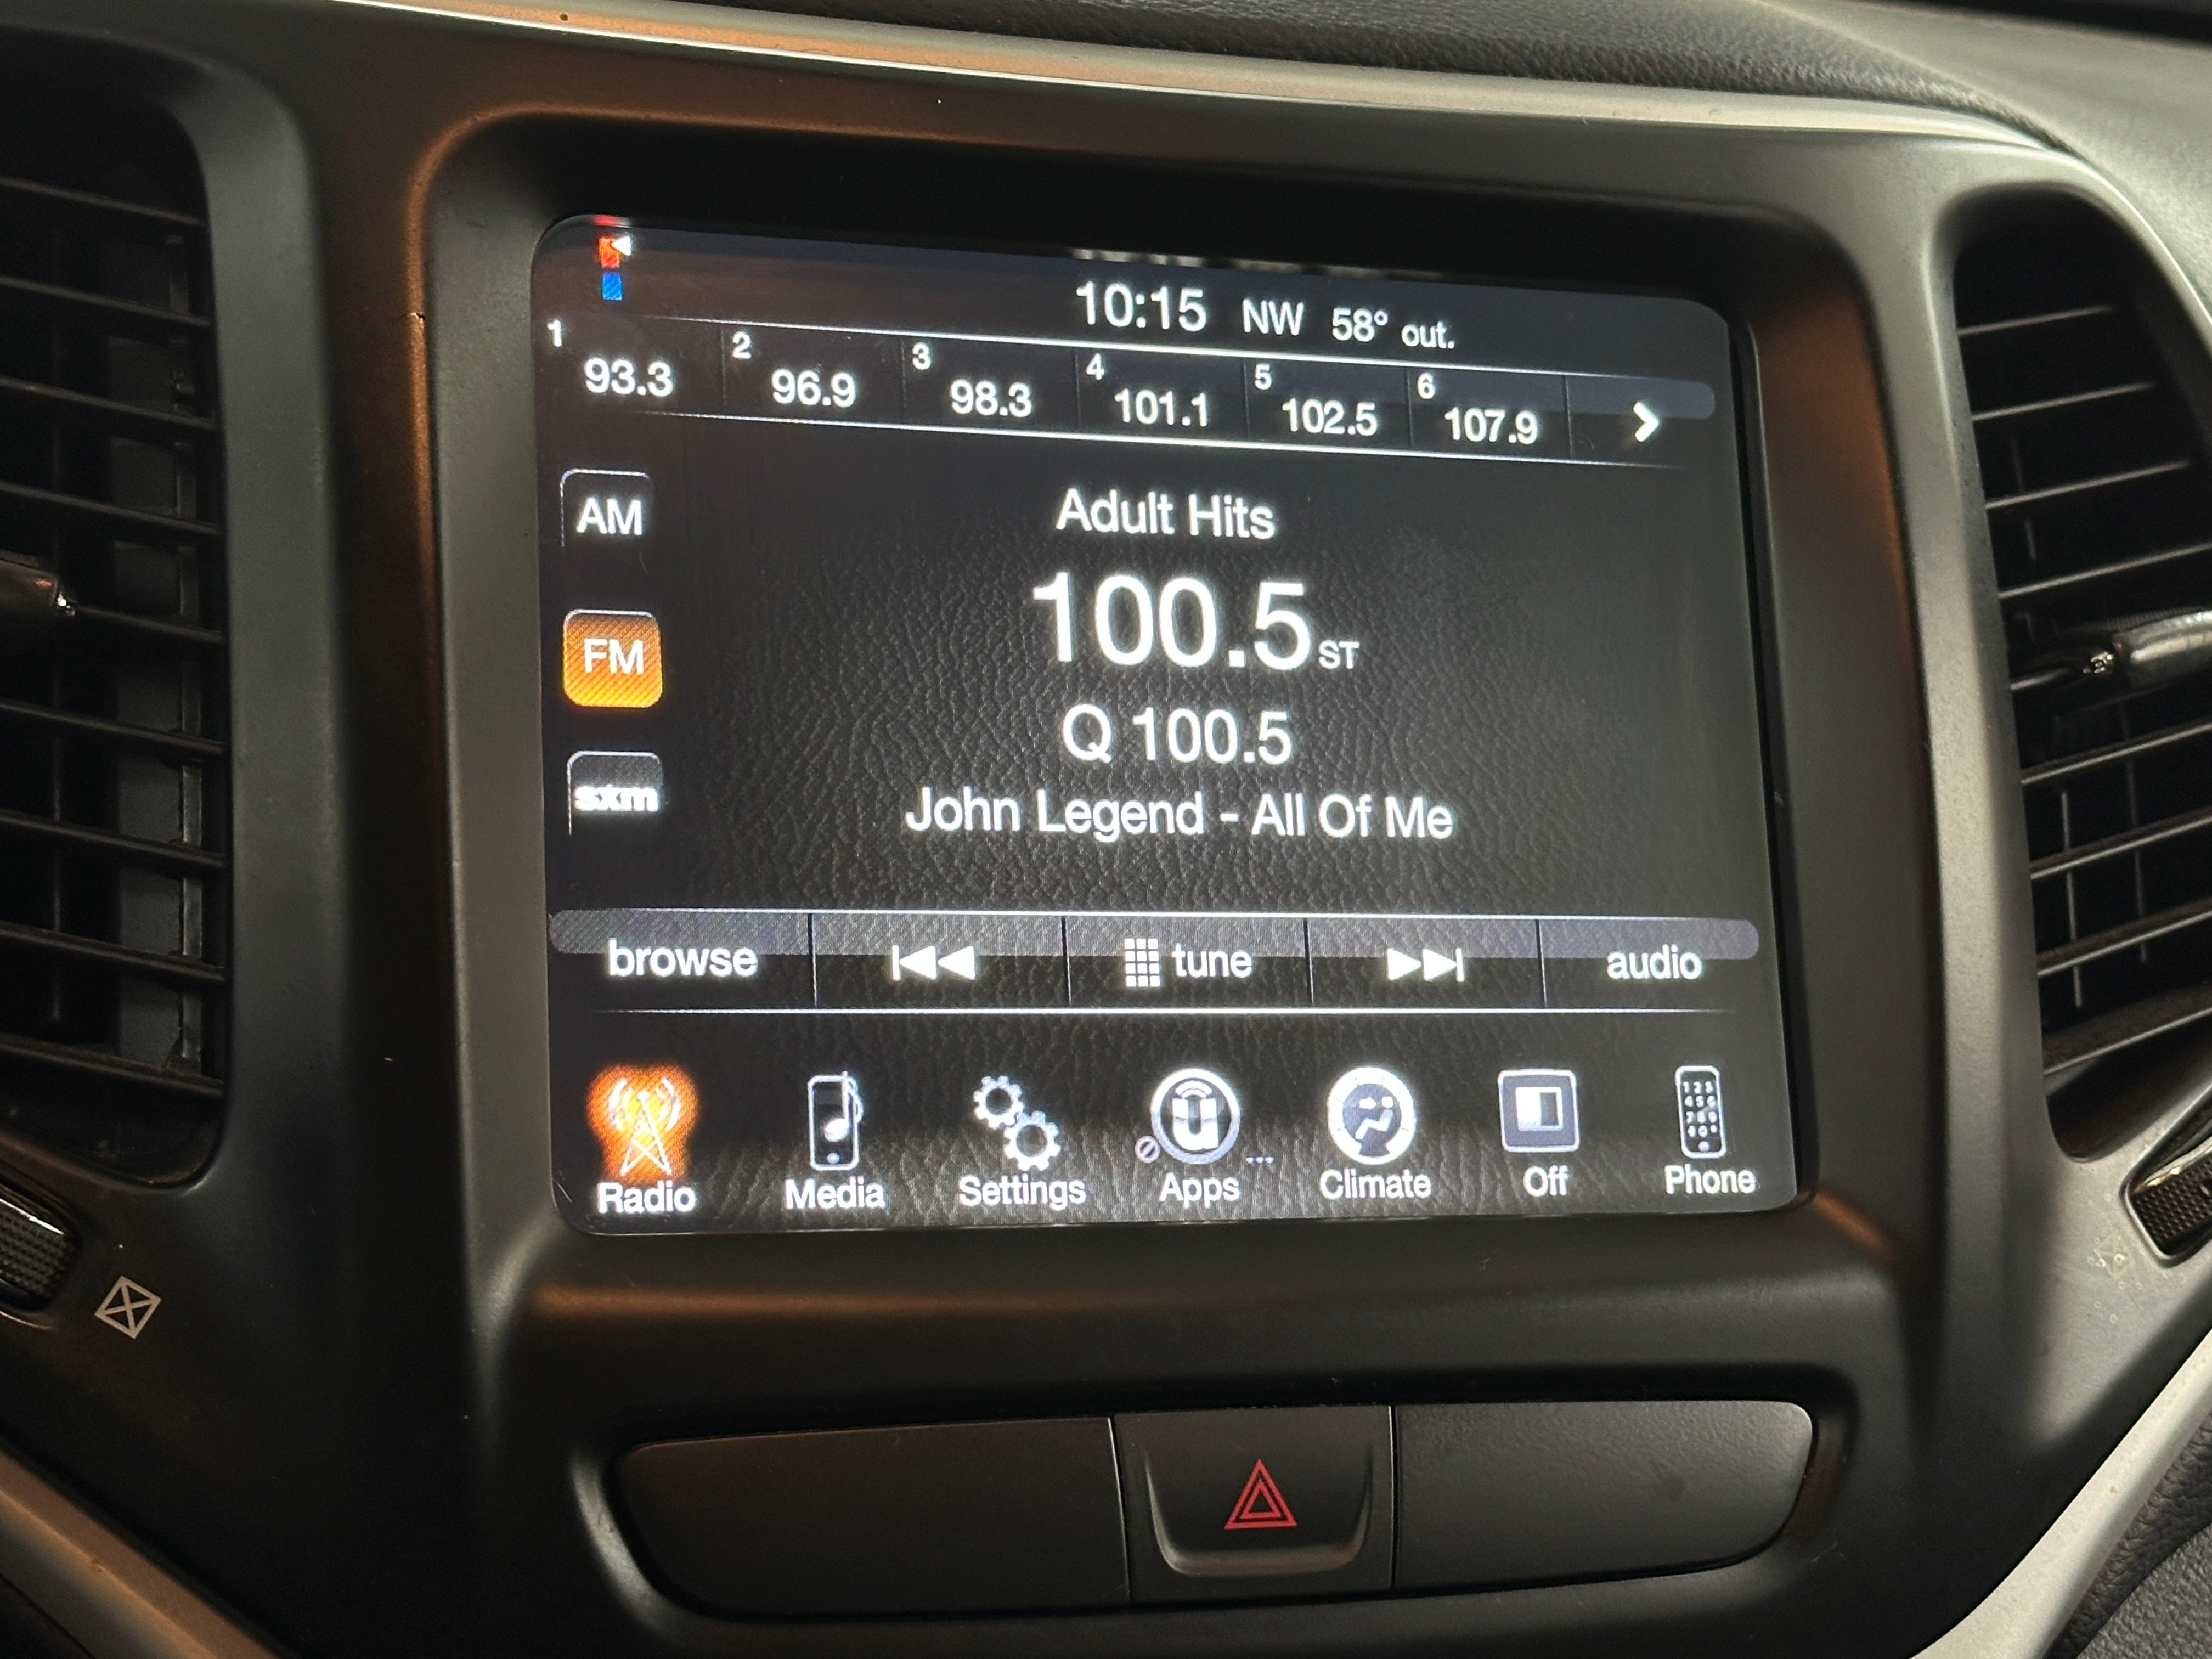 10:15 NW 58° out.
1 93.3 2 96.9 3 98.3 4 101.1 5 102.5 6 107.9
AM
Adult Hits
100.5 ST
FM
Q 100.5
sxm
John Legend - All Of Me
browse tune audio
Radio Media Settings Apps Climate Off Phone